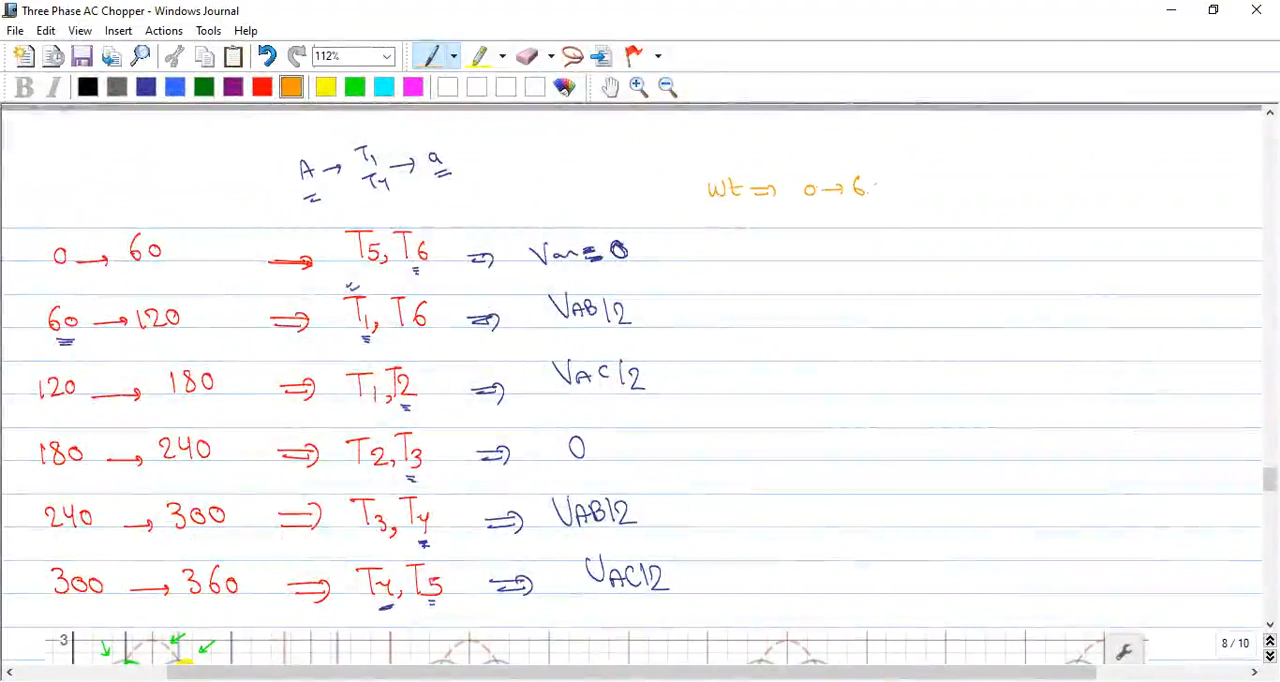 Three Phase AC Chopper - Windows Journal
File Edit View Insert Actions Tools Help
112%
B I
A → T1 T4 → a
wt ⇒ 0 → 6
0 → 60 → T5, T6 ⇒ Van = 0
60 → 120 ⇒ T1, T6 ⇒ VAB/2
120 → 180 ⇒ T1, T2 ⇒ VAC/2
180 → 240 ⇒ T2, T3 ⇒ 0
240 → 300 ⇒ T3, T4 ⇒ VAB/2
300 → 360 ⇒ T4, T5 ⇒ VAC/2
3
8 / 10